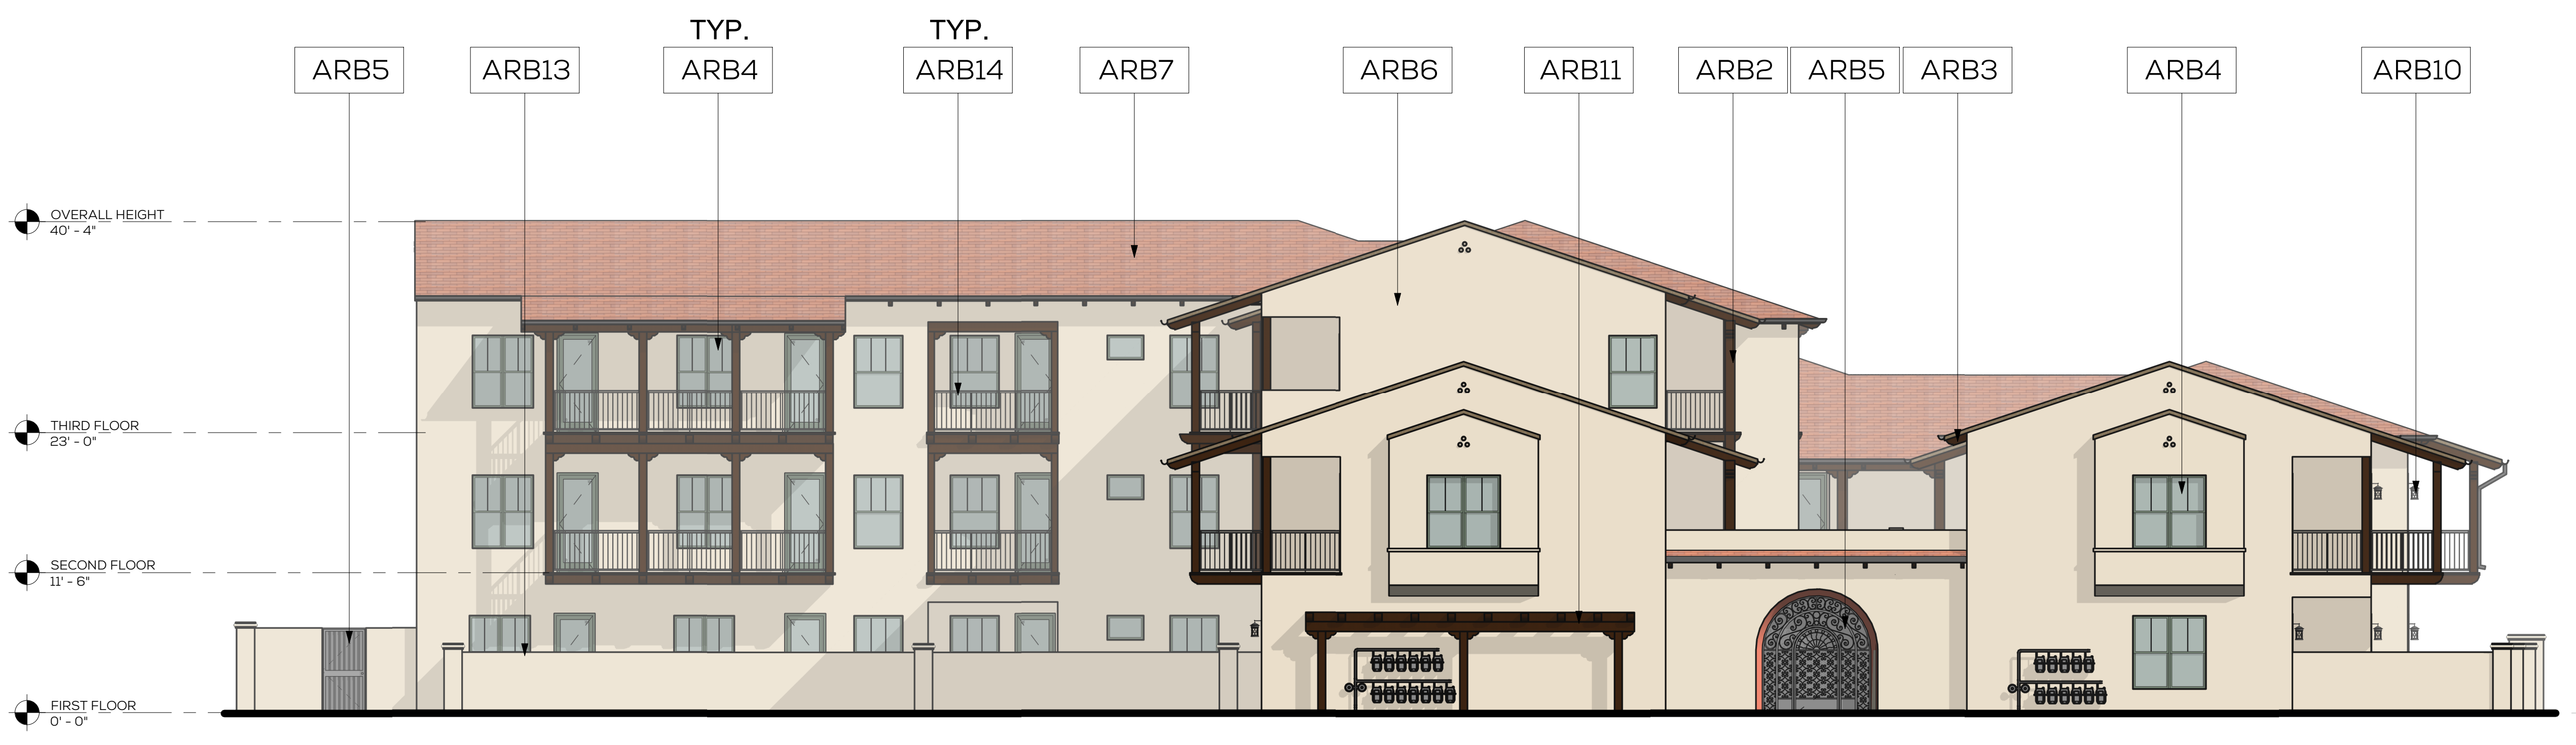 TYP.
TYP.
ARB5
ARB13
ARB4
ARB14
ARB7
ARB6
ARB11
ARB2
ARB5
ARB3
ARB4
ARB10
OVERALL HEIGHT
40' - 4"
THIRD FLOOR
23' - 0"
SECOND FLOOR
11' - 6"
FIRST FLOOR
0' - 0"